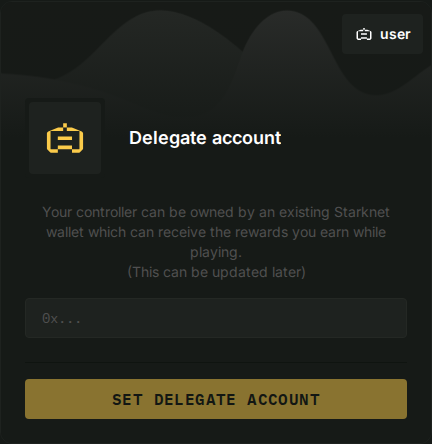 user
Delegate account
Your controller can be owned by an existing Starknet
wallet which can receive the rewards you earn while
playing.
(This can be updated later)
0x...
SET DELEGATE ACCOUNT